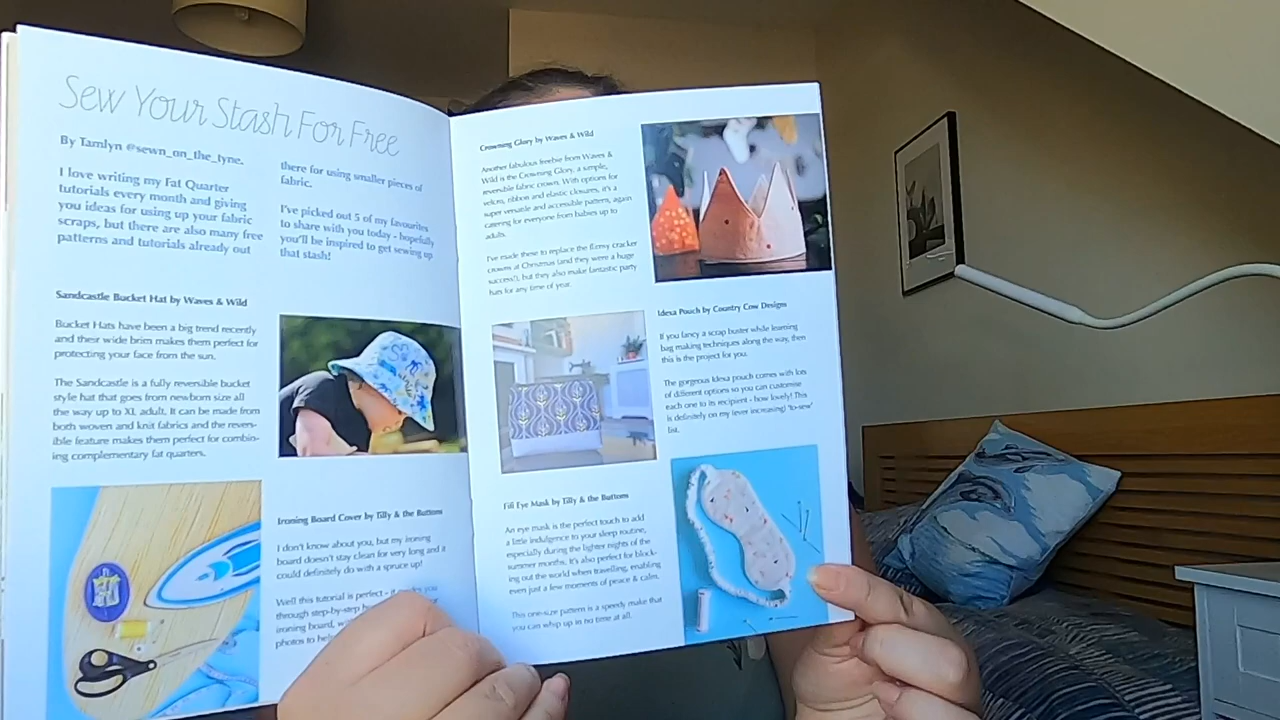 Sew Your Stash For Free
By Tamlyn @sewn_on_the_tyne.
I love writing my Fat Quarter
tutorials every month and giving
you ideas for using up your fabric
scraps, but there are also many free
patterns and tutorials already out
there for using smaller pieces of
fabric.
I've picked out 5 of my favourites
to share with you today - hopefully
you'll be inspired to get sewing up
that stash!
Sandcastle Bucket Hat by Waves & Wild
Bucket Hats have been a big trend recently
and their wide brim makes them perfect for
protecting your face from the sun.
The Sandcastle is a fully reversible bucket
style hat that goes from newborn size all
the way up to XL adult. It can be made from
both woven and knit fabrics and the revers-
ible feature makes them perfect for combin-
ing complementary fat quarters.
Ironing Board Cover by Tilly & the Buttons
I don't know about you, but my ironing
board doesn't stay clean for very long and it
could definitely do with a spruce up!
Well this tutorial is perfect - it guides you
through step-by-step
ironing board,
photos to
Crowning Glory by Waves & Wild
Another fabulous freebie from Waves &
Wild is the Crowning Glory, a simple,
reversible fabric crown. With options for
velcro, ribbon and elastic closures, it's a
super versatile and accessible pattern, again
catering for everyone from babies up to
adults.
I've made these to replace the flimsy cracker
crowns at Christmas (and they were a huge
success!), but they also make fantastic party
hats for any time of year.
Idexa Pouch by Country Cow Designs
If you fancy a scrap buster while learning
bag making techniques along the way, then
this is the project for you.
The gorgeous Idexa pouch comes with lots
of different options so you can customise
each one to its recipient - how lovely! This
is definitely on my (ever increasing) 'to-sew'
list.
Fifi Eye Mask by Tilly & the Buttons
An eye mask is the perfect touch to add
a little indulgence to your sleep routine,
especially during the lighter nights of the
summer months. It's also perfect for block-
ing out the world when travelling, enabling
even just a few moments of peace & calm.
This one-size pattern is a speedy make that
you can whip up in no time at all.